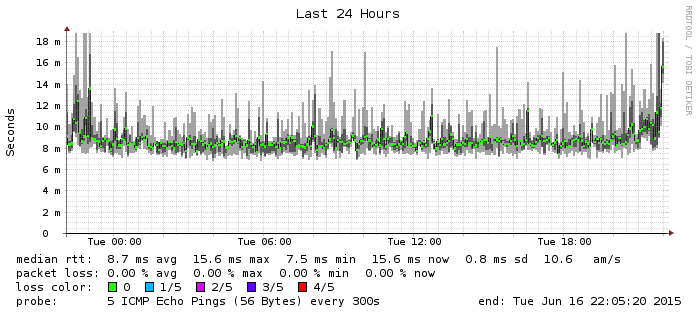 Last 24 Hours
RRDTOOL / TOBI OETIKER
Seconds
18 m
16 m
14 m
12 m
10 m
8 m
6 m
4 m
2 m
0
Tue 00:00 Tue 06:00 Tue 12:00 Tue 18:00
median rtt: 8.7 ms avg 15.6 ms max 7.5 ms min 15.6 ms now 0.8 ms sd 10.6 am/s
packet loss: 0.00 % avg 0.00 % max 0.00 % min 0.00 % now
loss color: 0 1/5 2/5 3/5 4/5
probe: 5 ICMP Echo Pings (56 Bytes) every 300s end: Tue Jun 16 22:05:20 2015